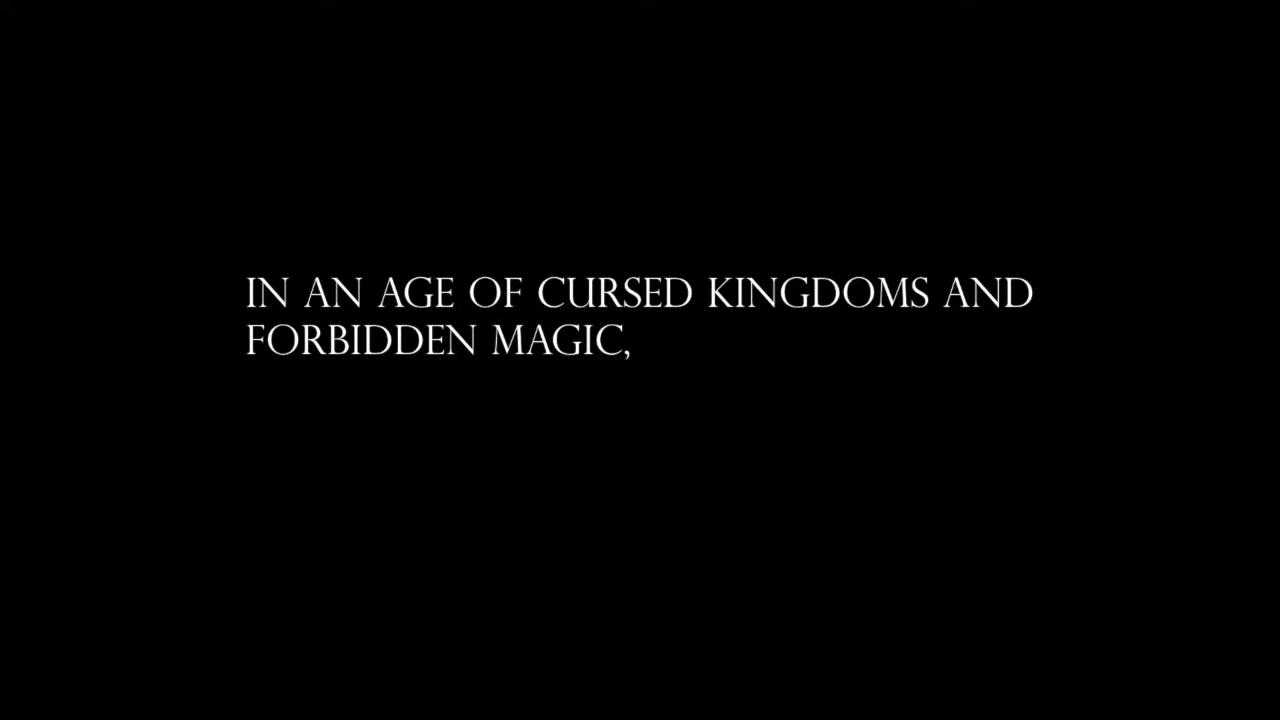 IN AN AGE OF CURSED KINGDOMS AND
FORBIDDEN MAGIC,